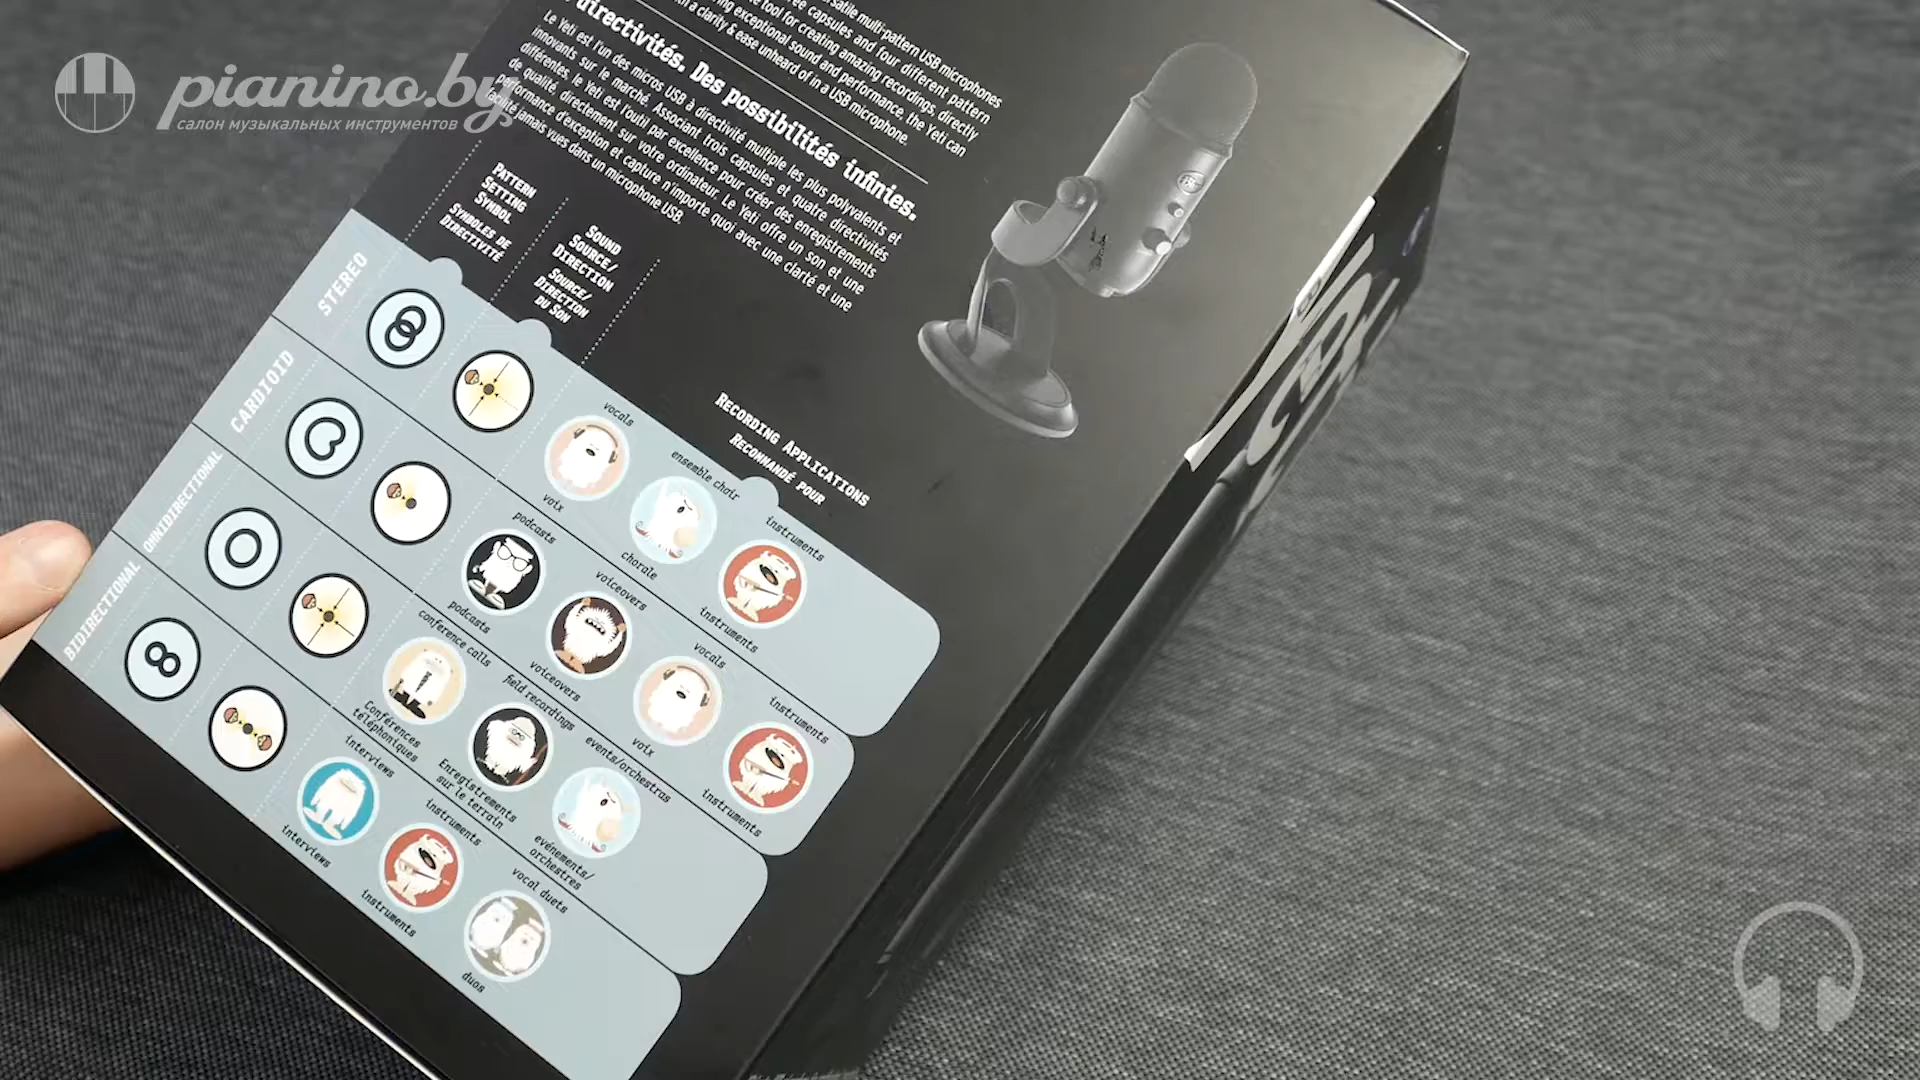 pianino.by
салон музыкальных инструментов
satile multi-pattern USB microphones
ee capsules and four different pattern
e tool for creating amazing recordings, directly
ring exceptional sound and performance, the Yeti can
a clarity & ease unheard of in a USB microphone.
directivités. Des possibilités infinies.
Le Yeti est l'un des micros USB à directivité multiple les plus polyvalents et
innovants sur le marché. Associant trois capsules et quatre directivités
différentes, le Yeti est l'outil par excellence pour créer des enregistrements
de qualité, directement sur votre ordinateur. Le Yeti offre un son et une
performance d'exception et capture n'importe quoi avec une clarté et une
facilité jamais vues dans un microphone USB.
PATTERN
SETTING
SYMBOL
SYMBOLES DE
DIRECTIVITÉ
SOUND
SOURCE/
DIRECTION
SOURCE/
DIRECTION
DU SON
RECORDING APPLICATIONS
RECOMMANDÉ POUR
STEREO
vocals
voix
ensemble choir
chorale
instruments
instruments
CARDIOID
podcasts
podcasts
voiceovers
voiceovers
vocals
voix
instruments
instruments
OMNIDIRECTIONAL
conference calls
Conférences
téléphoniques
field recordings
Enregistrements
sur le terrain
events/orchestras
evénements/
orchestres
BIDIRECTIONAL
interviews
interviews
instruments
instruments
vocal duets
duos